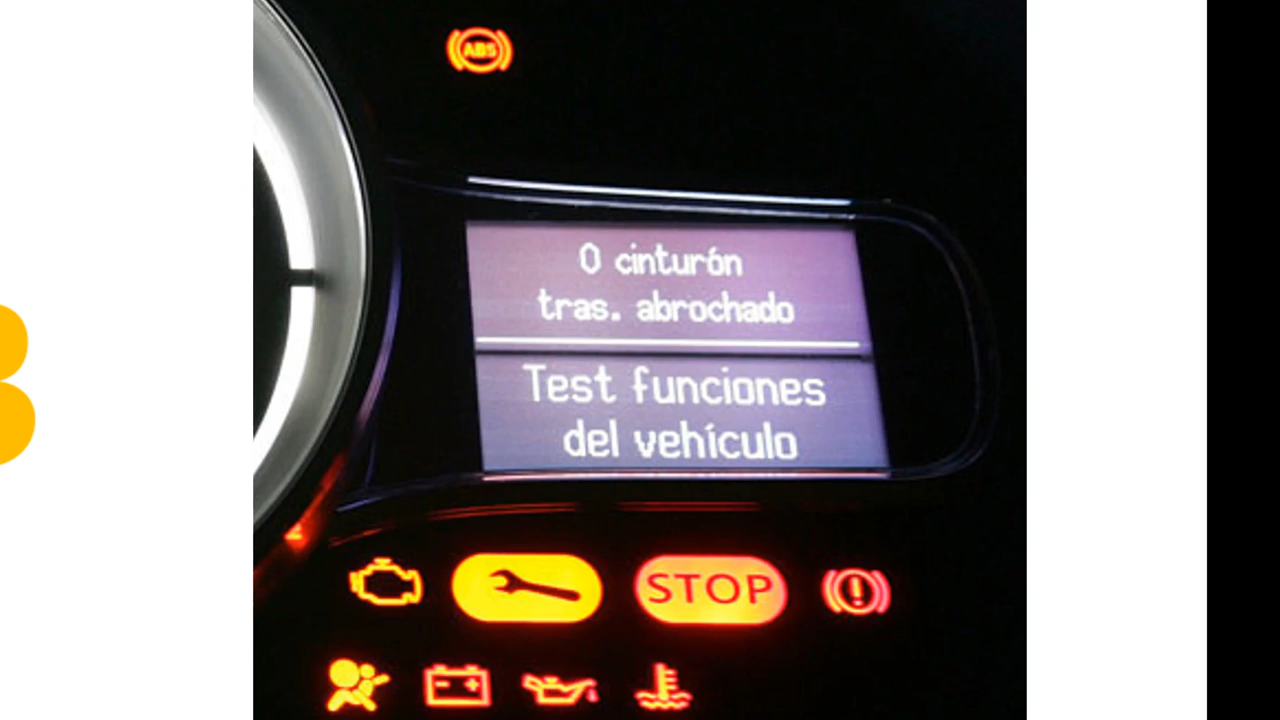 ABS
0 cinturón
tras. abrochado
Test funciones
del vehículo
STOP